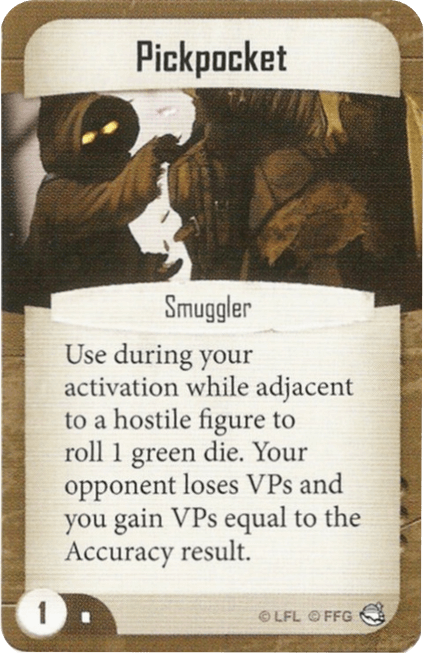 Pickpocket
Smuggler
Use during your
activation while adjacent
to a hostile figure to
roll 1 green die. Your
opponent loses VPs and
you gain VPs equal to the
Accuracy result.
1
© LFL © FFG